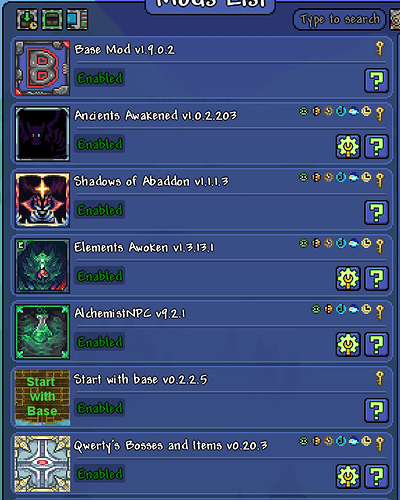 Mods List
Type to search
B
Base Mod v1.9.0.2
Enabled
Ancients Awakened v1.0.2.203
Enabled
Shadows of Abaddon v1.1.1.3
Enabled
E
Elements Awoken v1.3.13.1
Enabled
AlchemistNPC v9.2.1
Enabled
Start
with
Base
Start with base v0.2.2.5
Enabled
Qwerty's Bosses and Items v0.20.3
Enabled